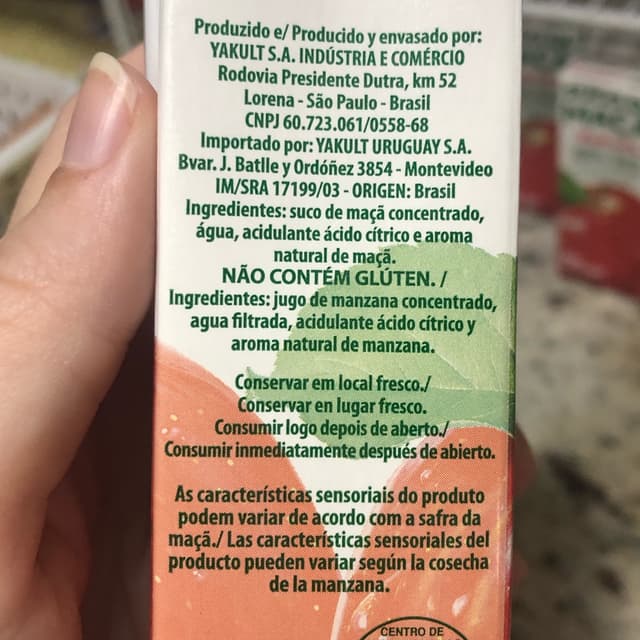 Produzido e/ Producido y envasado por:
YAKULT S.A. INDÚSTRIA E COMÉRCIO
Rodovia Presidente Dutra, km 52
Lorena - São Paulo - Brasil
CNPJ 60.723.061/0558-68
Importado por: YAKULT URUGUAY S.A.
Bvar. J. Batlle y Ordóñez 3854 - Montevideo
IM/SRA 17199/03 - ORIGEN: Brasil
Ingredientes: suco de maçã concentrado,
água, acidulante ácido cítrico e aroma
natural de maçã.
NÃO CONTÉM GLÚTEN. /
Ingredientes: jugo de manzana concentrado,
agua filtrada, acidulante ácido cítrico y
aroma natural de manzana.
Conservar em local fresco./
Conservar en lugar fresco.
Consumir logo depois de aberto./
Consumir inmediatamente después de abierto.
As características sensoriais do produto
podem variar de acordo com a safra da
maçã./ Las características sensoriales del
producto pueden variar según la cosecha
de la manzana.
CENTRO DE